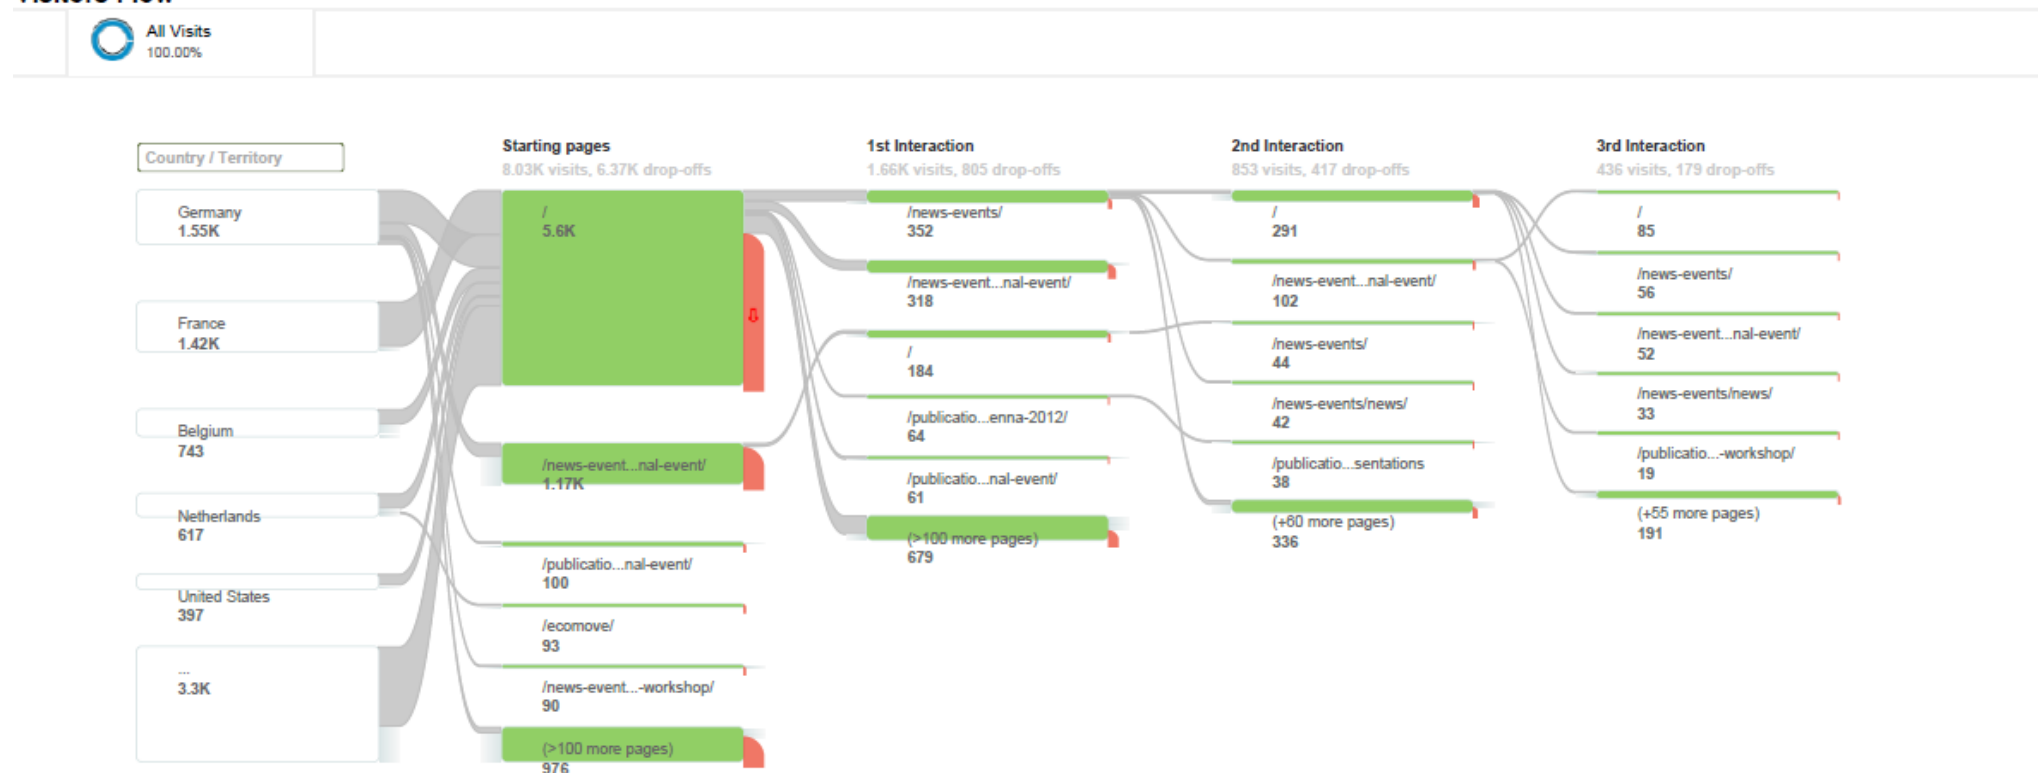 Visitors Flow
All Visits
100.00%
Country / Territory
Germany
1.55K
France
1.42K
Belgium
743
Netherlands
617
United States
397
...
3.3K
Starting pages
8.03K visits, 6.37K drop-offs
/
5.6K
/news-event...nal-event/
1.17K
/publicatio...nal-event/
100
/ecomove/
93
/news-event...-workshop/
90
(>100 more pages)
976
1st Interaction
1.66K visits, 805 drop-offs
/news-events/
352
/news-event...nal-event/
318
/
184
/publicatio...enna-2012/
64
/publicatio...nal-event/
61
(>100 more pages)
679
2nd Interaction
853 visits, 417 drop-offs
/
291
/news-event...nal-event/
102
/news-events/
44
/news-events/news/
42
/publicatio...sentations
38
(+60 more pages)
336
3rd Interaction
436 visits, 179 drop-offs
/
85
/news-events/
56
/news-event...nal-event/
52
/news-events/news/
33
/publicatio...-workshop/
19
(+55 more pages)
191